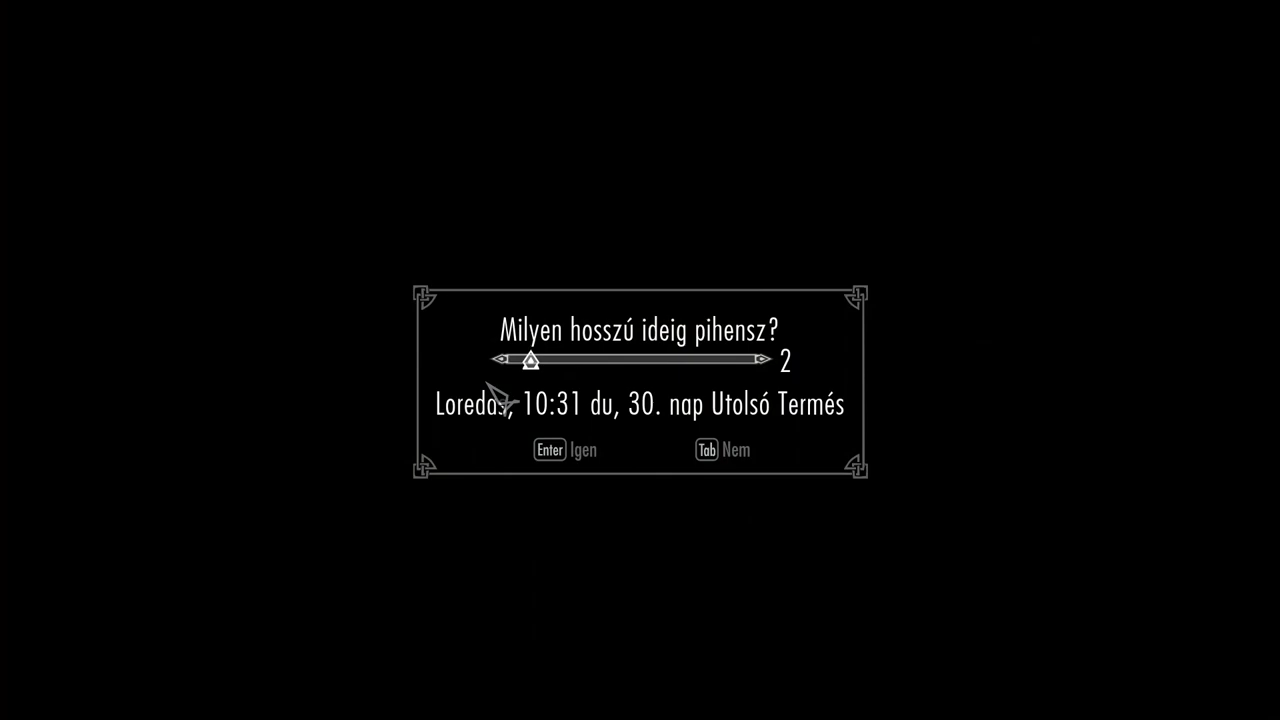 Milyen hosszú ideig pihensz?
2
Loredas, 10:31 du, 30. nap Utolsó Termés
Enter Igen
Tab Nem